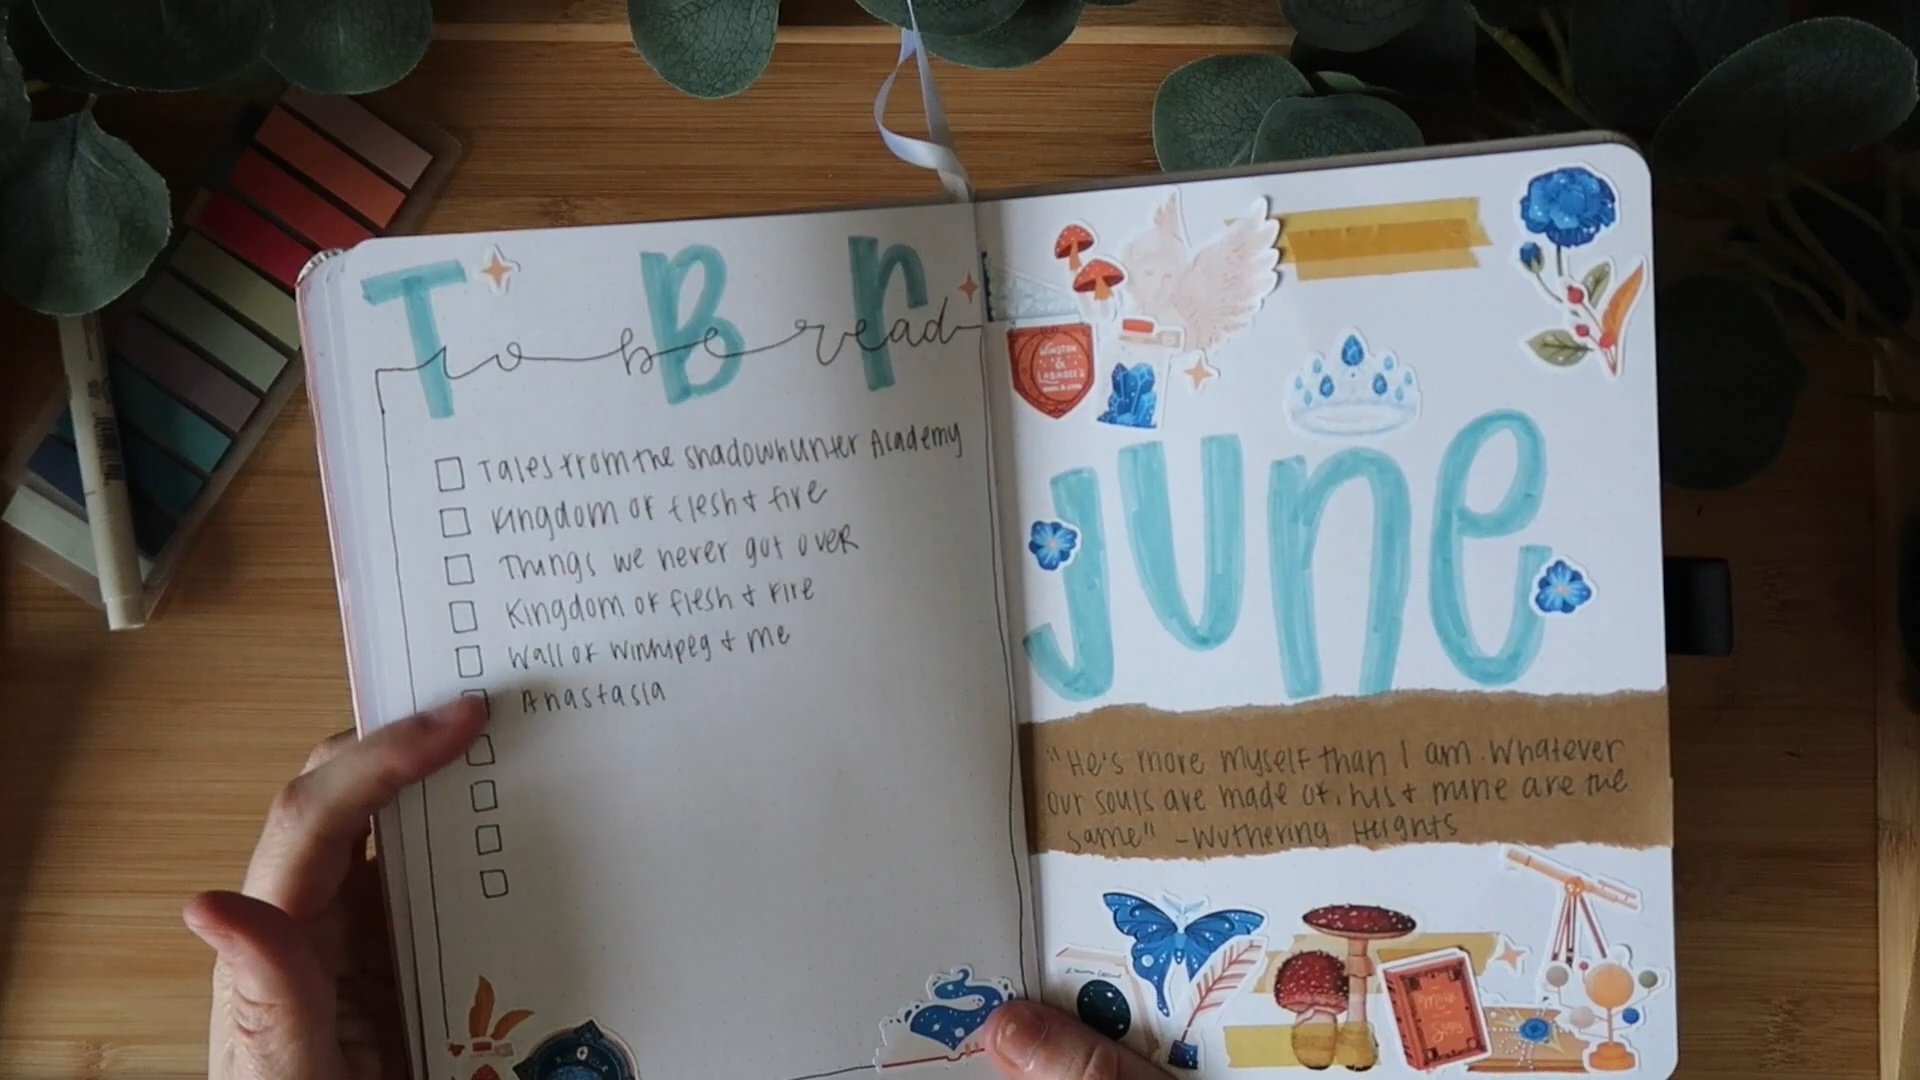 TBR
to be read
Tales from the shadowhunter Academy
Kingdom of flesh & fire
Things we never got over
Kingdom of flesh & Fire
Wall of Winnipeg & me
Anastasia
WINSTON
&
JUNE
"He's more myself than I am. Whatever
our souls are made of, his & mine are the
same" - Wuthering Heights